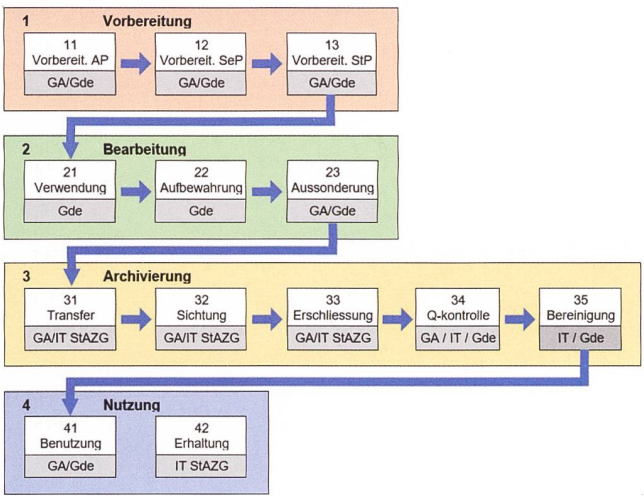 1 Vorbereitung
11
Vorbereit. AP
GA/Gde
12
Vorbereit. SeP
GA/Gde
13
Vorbereit. StP
GA/Gde
2 Bearbeitung
21
Verwendung
Gde
22
Aufbewahrung
Gde
23
Aussonderung
GA/Gde
3 Archivierung
31
Transfer
GA/IT StAZG
32
Sichtung
GA/IT StAZG
33
Erschliessung
GA/IT StAZG
34
Q-kontrolle
GA / IT / Gde
35
Bereinigung
IT / Gde
4 Nutzung
41
Benutzung
GA/Gde
42
Erhaltung
IT StAZG